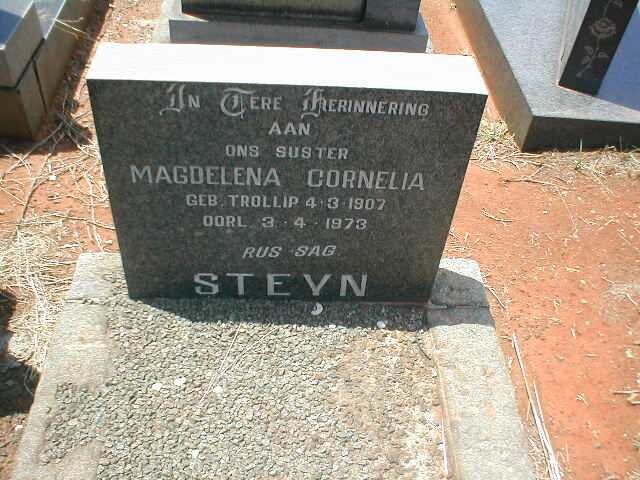 In Tere Herinnering
AAN
ONS SUSTER
MAGDELENA CORNELIA
GEB. TROLLIP 4·3·1907
OORL. 3·4·1973
RUS SAG
STEYN